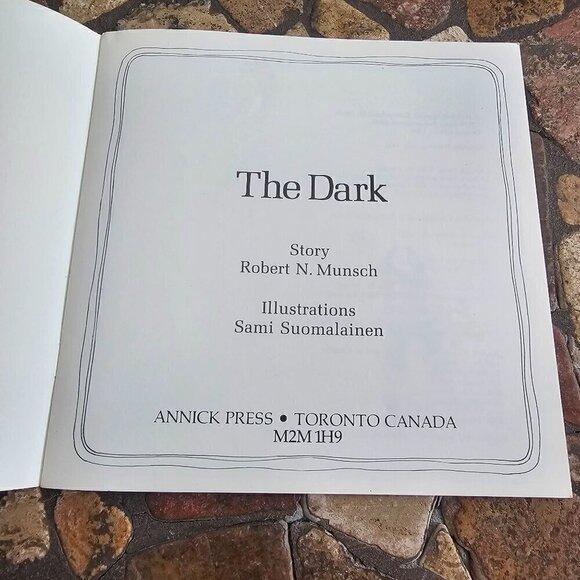 The Dark
Story
Robert N. Munsch
Illustrations
Sami Suomalainen
ANNICK PRESS • TORONTO CANADA
M2M 1H9